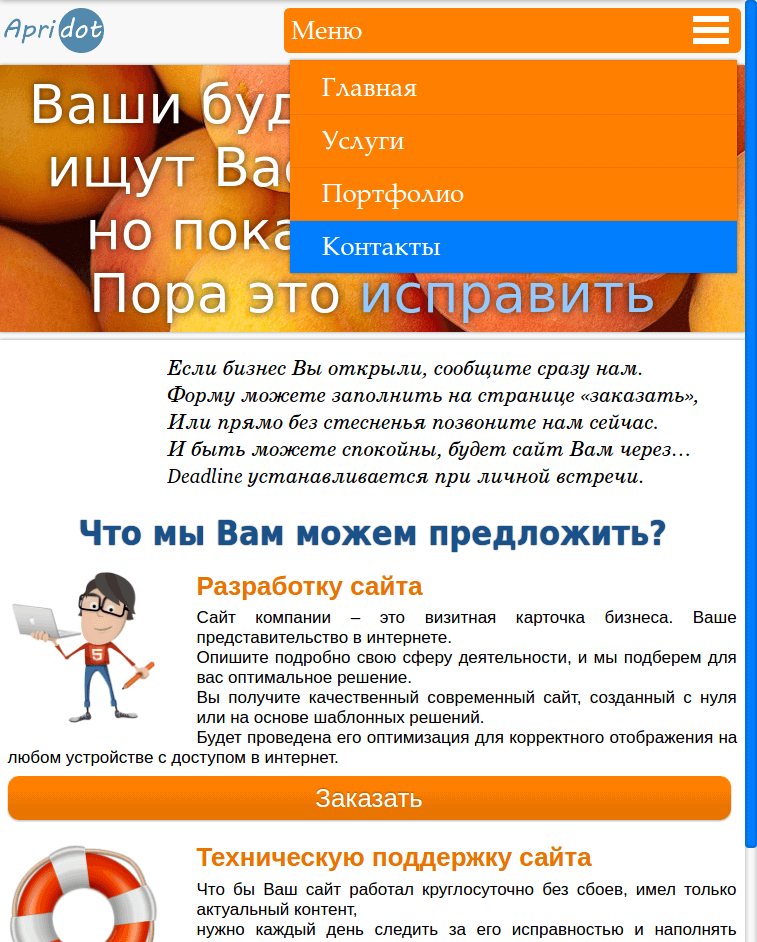 Apridot
Меню
Главная
Услуги
Портфолио
Контакты
Ваши
ищут
но
Пора это исправить
Если бизнес Вы открыли, сообщите сразу нам.
Форму можете заполнить на странице «заказать»,
Или прямо без стесненья позвоните нам сейчас.
И быть можете спокойны, будет сайт Вам через…
Deadline устанавливается при личной встречи.
Что мы Вам можем предложить?
5
Разработку сайта
Сайт компании – это визитная карточка бизнеса. Ваше
представительство в интернете.
Опишите подробно свою сферу деятельности, и мы подберем для
вас оптимальное решение.
Вы получите качественный современный сайт, созданный с нуля
или на основе шаблонных решений.
Будет проведена его оптимизация для корректного отображения на
любом устройстве с доступом в интернет.
Заказать
Техническую поддержку сайта
Что бы Ваш сайт работал круглосуточно без сбоев, имел только
актуальный контент,
нужно каждый день следить за его исправностью и наполнять